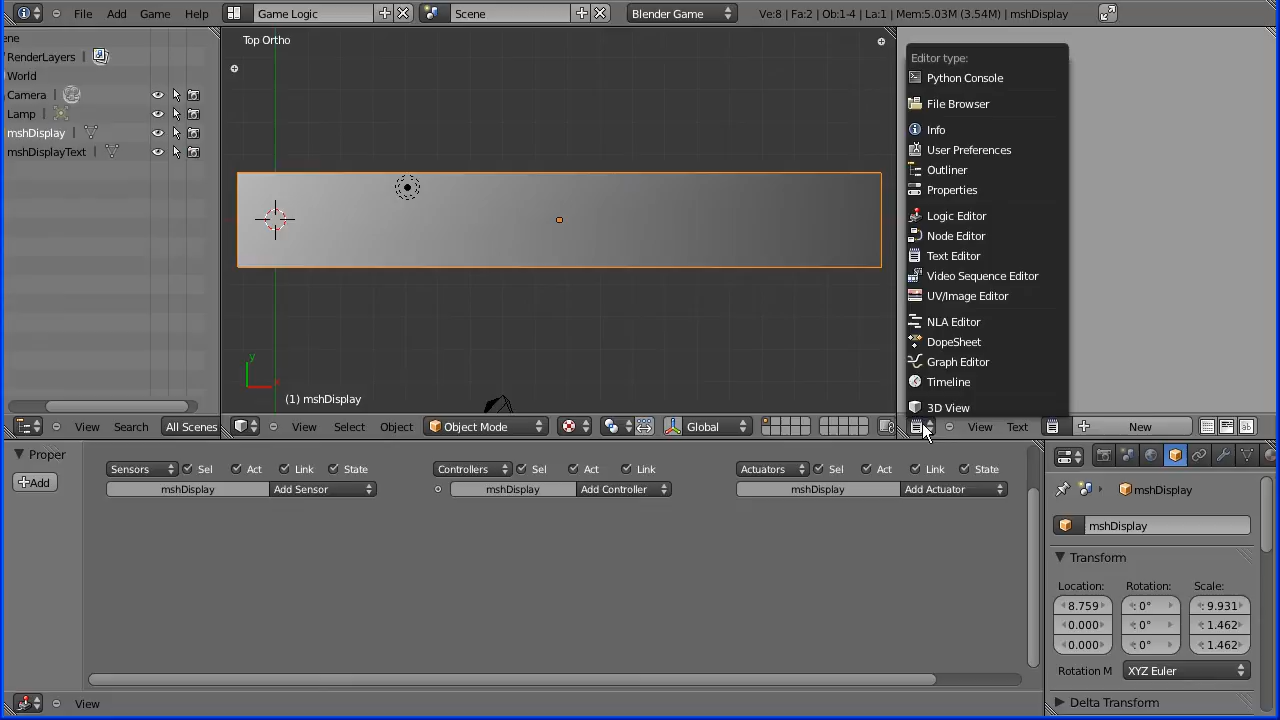 File Add Game Help Game Logic Scene Blender Game Ve:8 | Fa:2 | Ob:1-4 | La:1 | Mem:5.03M (3.54M) | mshDisplay
ene
RenderLayers |
World
Camera |
Lamp |
mshDisplay |
mshDisplayText |
View Search All Scenes
Top Ortho
y
(1) mshDisplay
View Select Object Object Mode Global
Editor type:
Python Console
File Browser
Info
User Preferences
Outliner
Properties
Logic Editor
Node Editor
Text Editor
Video Sequence Editor
UV/Image Editor
NLA Editor
DopeSheet
Graph Editor
Timeline
3D View
View Text New
Proper
Add
Sensors Sel Act Link State Controllers Sel Act Link Actuators Sel Act Link State
mshDisplay Add Sensor mshDisplay Add Controller mshDisplay Add Actuator
View
mshDisplay
mshDisplay
Transform
Location: Rotation: Scale:
8.759 : 0° : 9.931
0.000 : 0° : 1.462
0.000 : 0° : 1.462
Rotation M XYZ Euler
Delta Transform